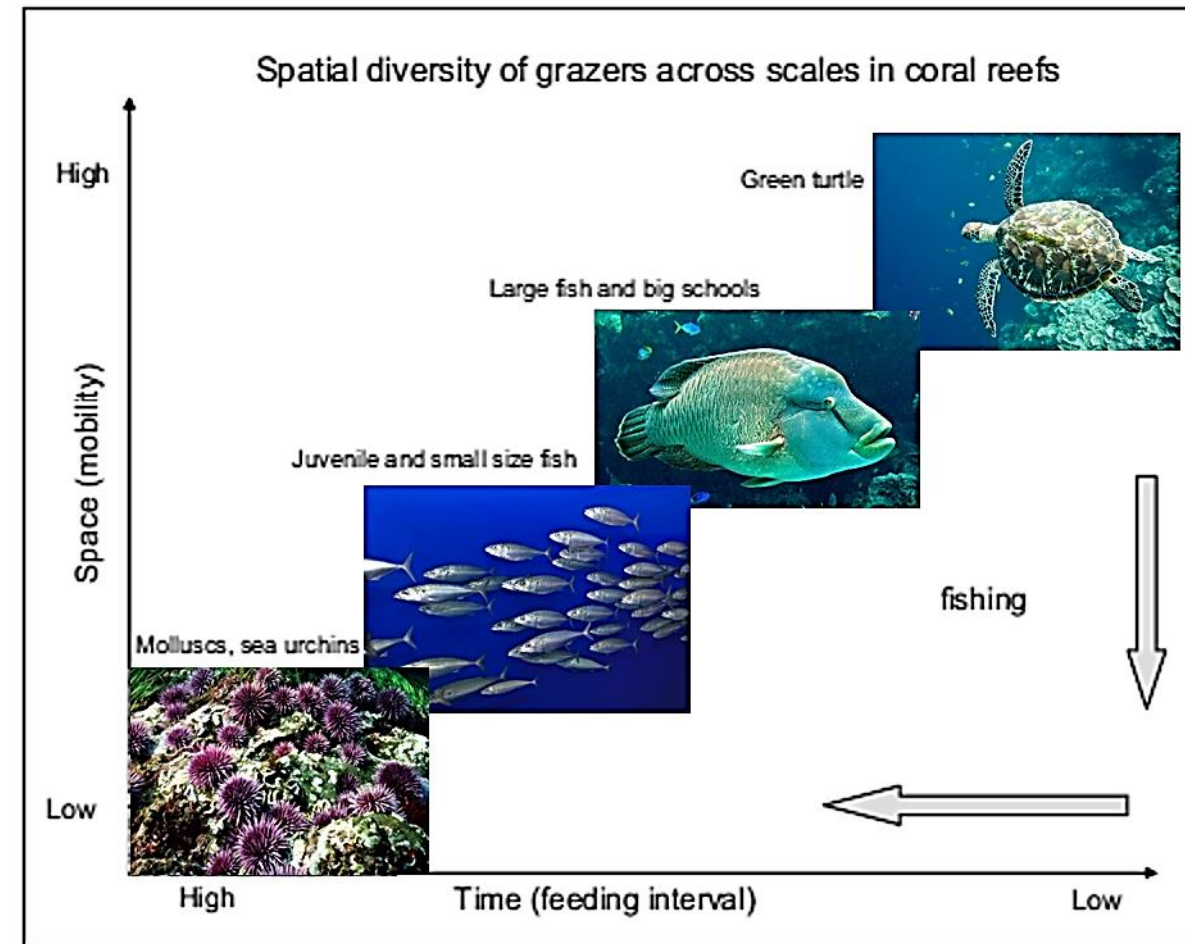 Spatial diversity of grazers across scales in coral reefs
High
Green turtle
Large fish and big schools
Space (mobility)
Juvenile and small size fish
fishing
Molluscs, sea urchins
Low
High
Time (feeding interval)
Low